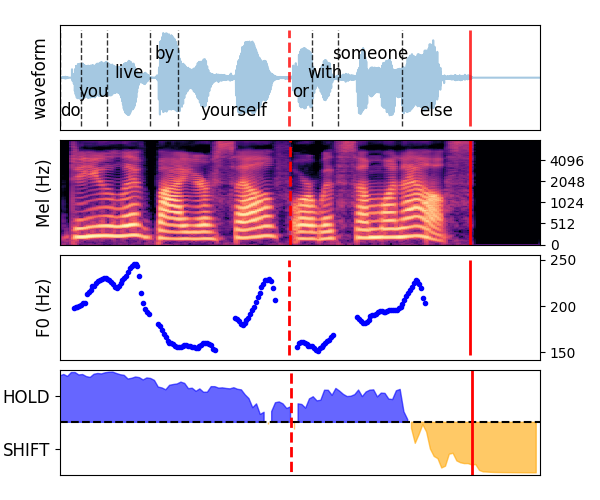 waveform
do you live by yourself or with someone else
Mel (Hz)
4096
2048
1024
512
0
F0 (Hz)
250
200
150
HOLD
SHIFT